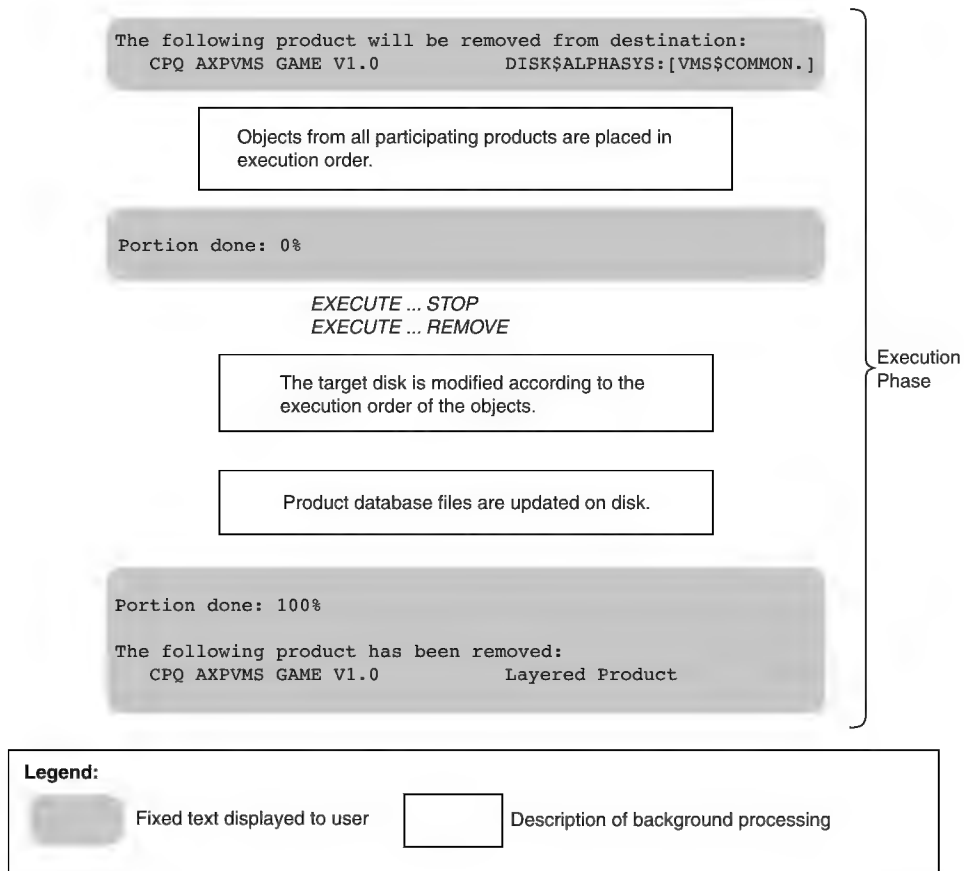 The following product will be removed from destination:
CPQ AXPVMS GAME V1.0 DISK$ALPHASYS:[VMS$COMMON.]
Objects from all participating products are placed in
execution order.
Portion done: 0%
EXECUTE ... STOP
EXECUTE ... REMOVE
Execution
Phase
The target disk is modified according to the
execution order of the objects.
Product database files are updated on disk.
Portion done: 100%
The following product has been removed:
CPQ AXPVMS GAME V1.0 Layered Product
Legend:
Fixed text displayed to user
Description of background processing